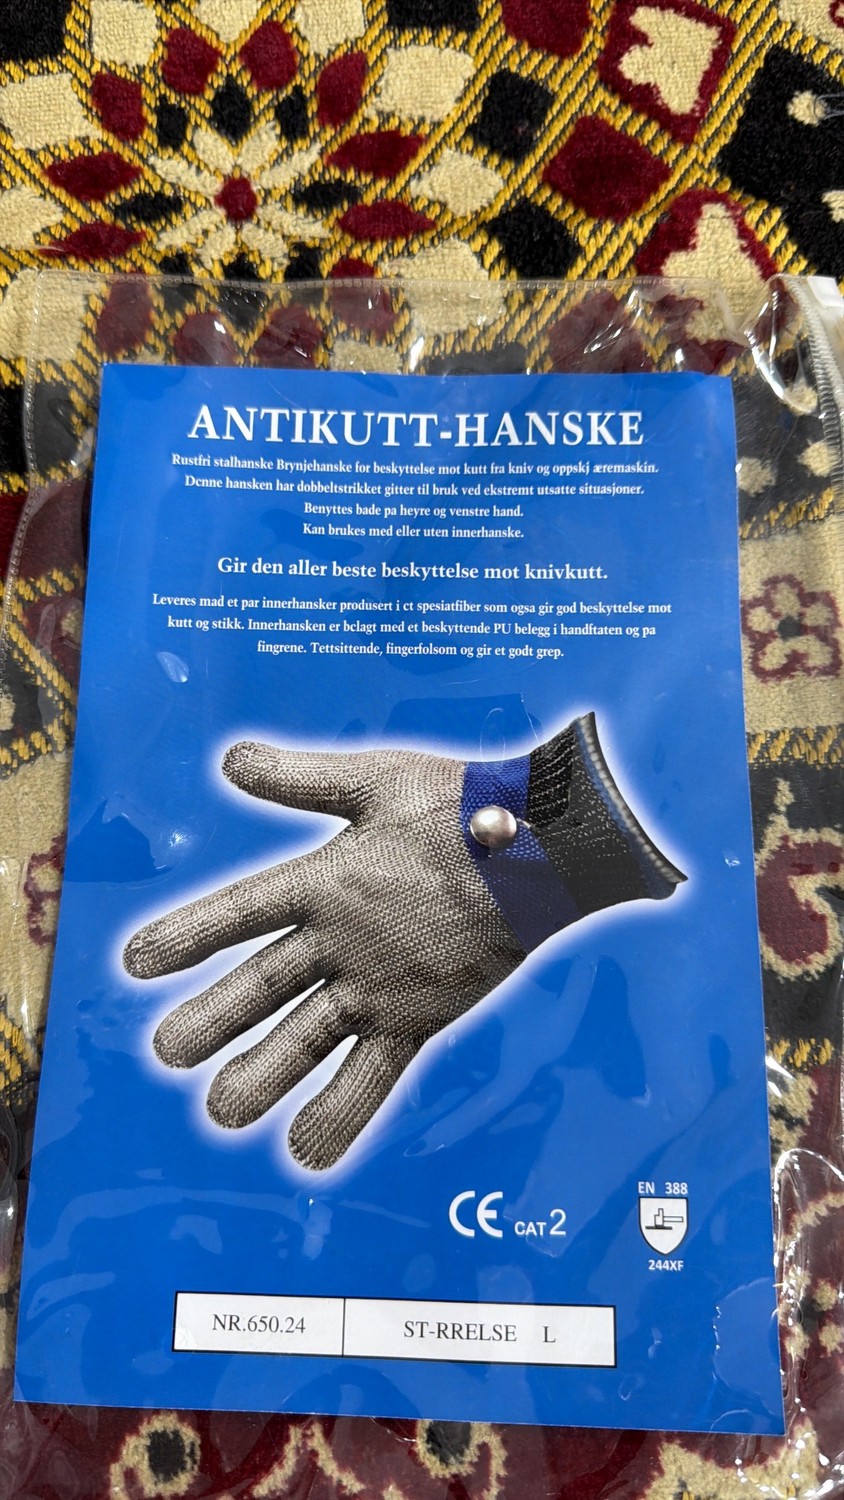 ANTIKUTT-HANSKE
Rustfri stalhanske Brynjehanske for beskyttelse mot kutt fra kniv og oppskj æremaskin.
Denne hansken har dobbeltstrikket gitter til bruk ved ekstremt utsatte situasjoner.
Benyttes bade pa heyre og venstre hand.
Kan brukes med eller uten innerhanske.
Gir den aller beste beskyttelse mot knivkutt.
Leveres mad et par innerhansker produsert i ct spesiatfiber som ogsa gir god beskyttelse mot
kutt og stikk. Innerhansken er bclagt med et beskyttende PU belegg i handftaten og pa
fingrene. Tettsittende, fingerfolsom og gir et godt grep.
CE CAT2
EN 388
244XF
NR.650.24 ST-RRELSE L